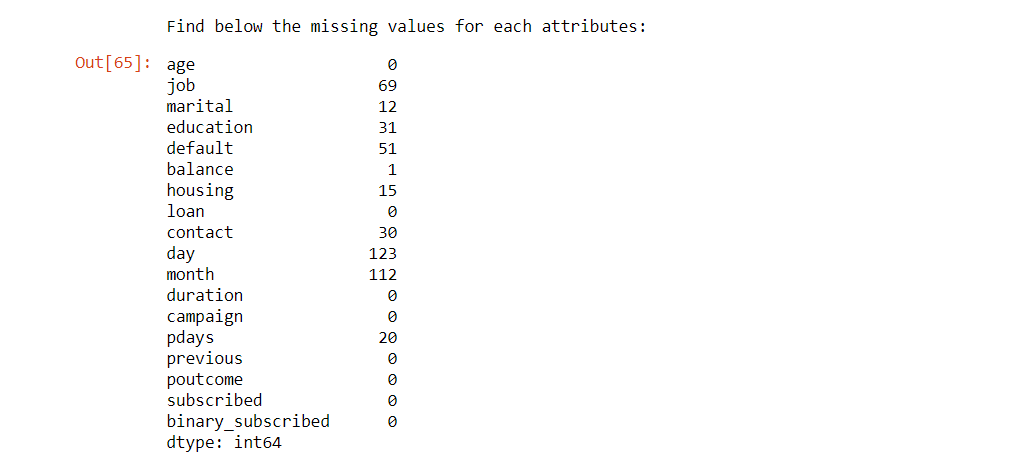 Find below the missing values for each attributes:
Out[65]: age 0
job 69
marital 12
education 31
default 51
balance 1
housing 15
loan 0
contact 30
day 123
month 112
duration 0
campaign 0
pdays 20
previous 0
poutcome 0
subscribed 0
binary_subscribed 0
dtype: int64